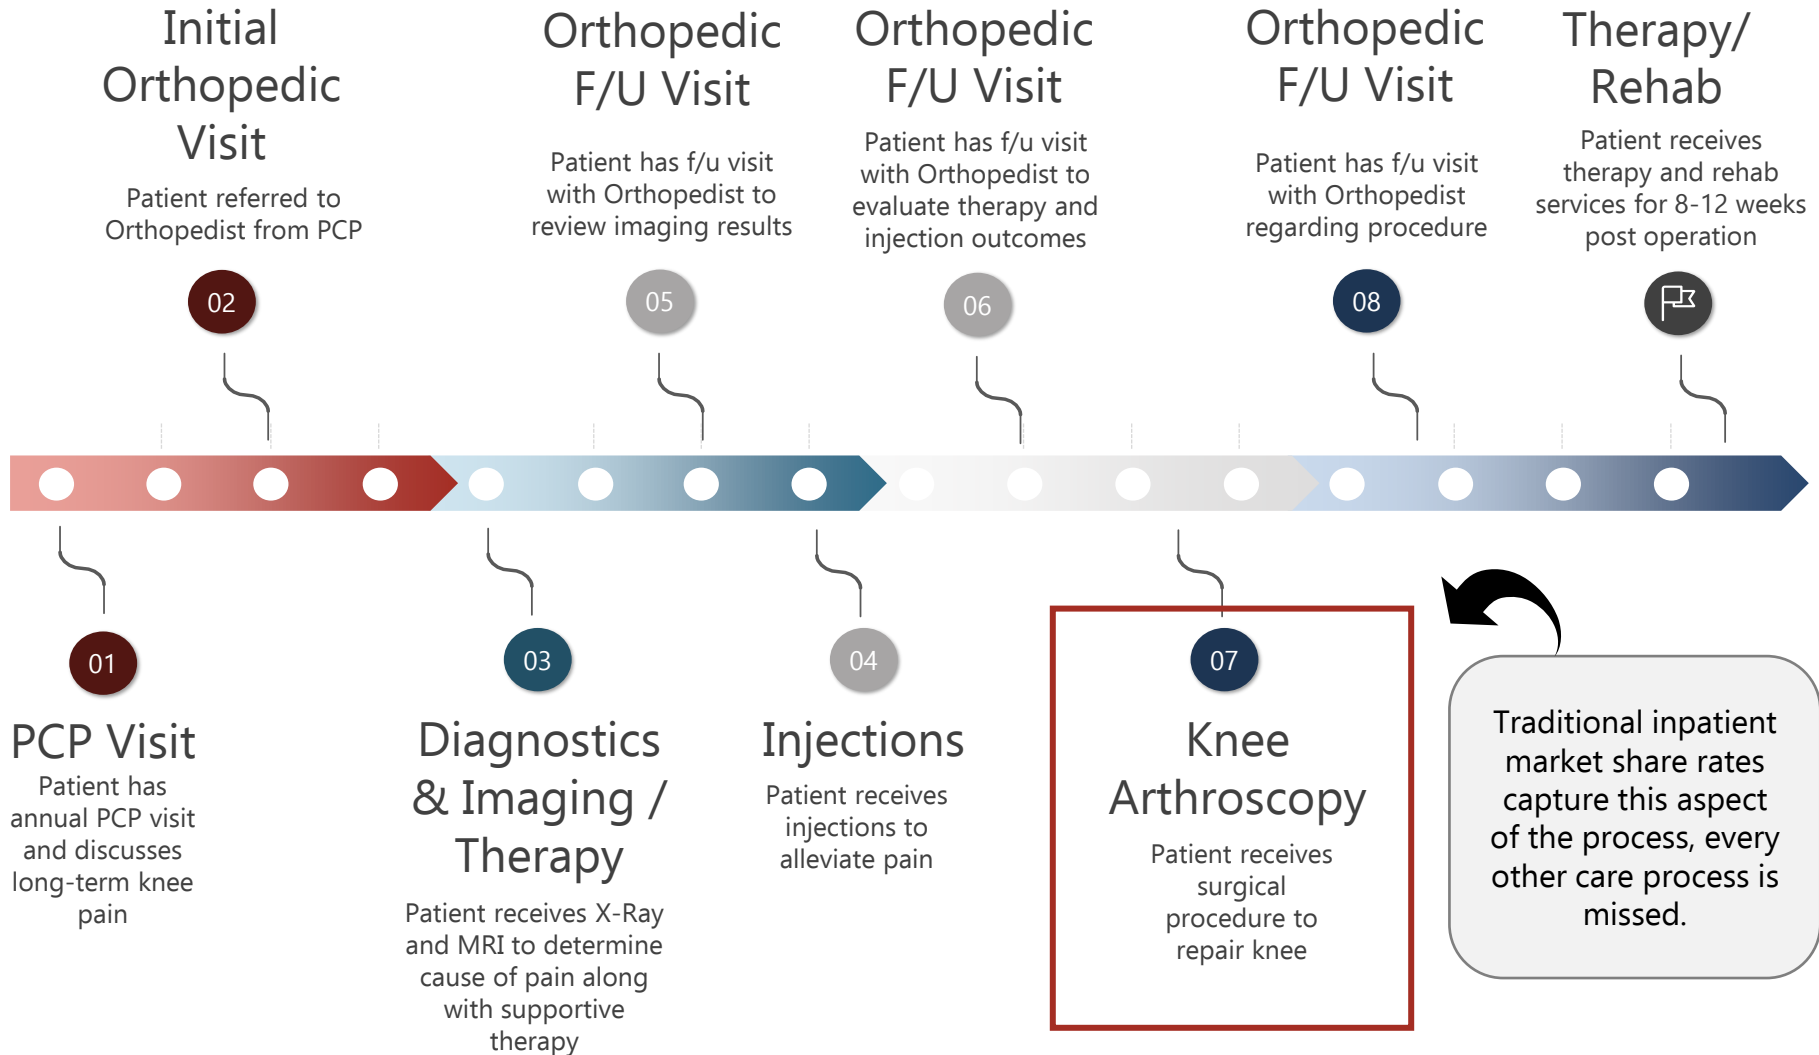 Initial
Orthopedic
Visit
Patient referred to
Orthopedist from PCP
02
Orthopedic
F/U Visit
Patient has f/u visit
with Orthopedist to
review imaging results
05
Orthopedic
F/U Visit
Patient has f/u visit
with Orthopedist to
evaluate therapy and
injection outcomes
06
Orthopedic
F/U Visit
Patient has f/u visit
with Orthopedist
regarding procedure
08
Therapy/
Rehab
Patient receives
therapy and rehab
services for 8-12 weeks
post operation
01
PCP Visit
Patient has
annual PCP visit
and discusses
long-term knee
pain
03
Diagnostics
& Imaging /
Therapy
Patient receives X-Ray
and MRI to determine
cause of pain along
with supportive
therapy
04
Injections
Patient receives
injections to
alleviate pain
07
Knee
Arthroscopy
Patient receives
surgical
procedure to
repair knee
Traditional inpatient
market share rates
capture this aspect
of the process, every
other care process is
missed.